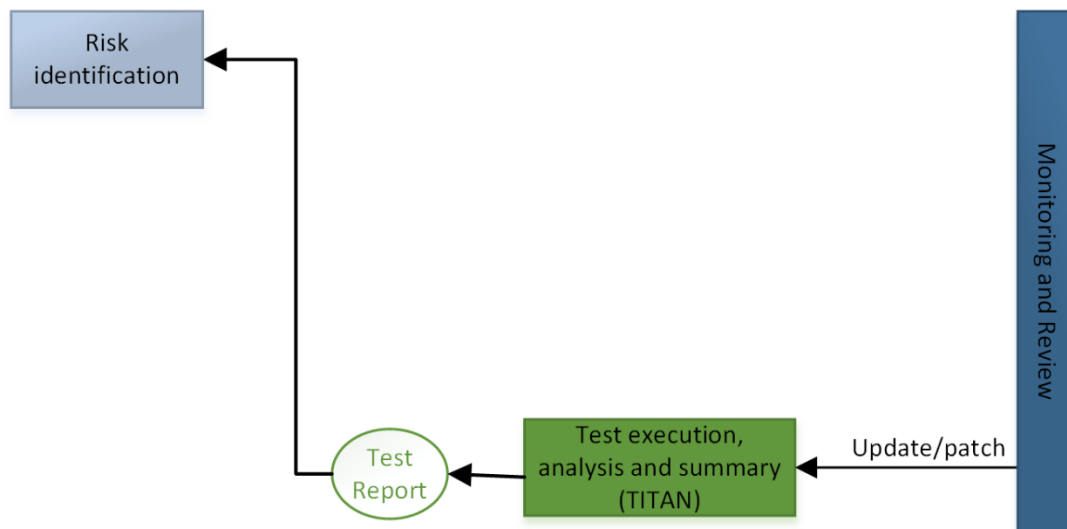 Risk
identification
Monitoring and Review
Test execution,
analysis and summary
(TITAN)
Update/patch
Test
Report